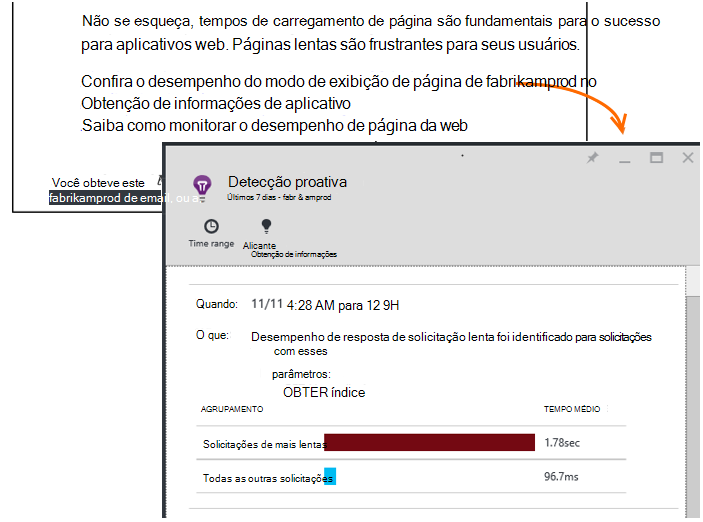 Não se esqueça, tempos de carregamento de página são fundamentais para o sucesso
para aplicativos web. Páginas lentas são frustrantes para seus usuários.
Confira o desempenho do modo de exibição de página de fabrikamprod no
Obtenção de informações de aplicativo
Saiba como monitorar o desempenho de página da web
Você obteve este
fabrikamprod de email, ou a
Detecção proativa
Últimos 7 dias - fabr & amprod
Time range
Alicante
Obtenção de informações
Quando: 11/11 4:28 AM para 12 9H
O que: Desempenho de resposta de solicitação lenta foi identificado para solicitações
com esses
parâmetros:
OBTER índice
AGRUPAMENTO TEMPO MÉDIO
Solicitações de mais lentas 1.78sec
Todas as outras solicitações 96.7ms